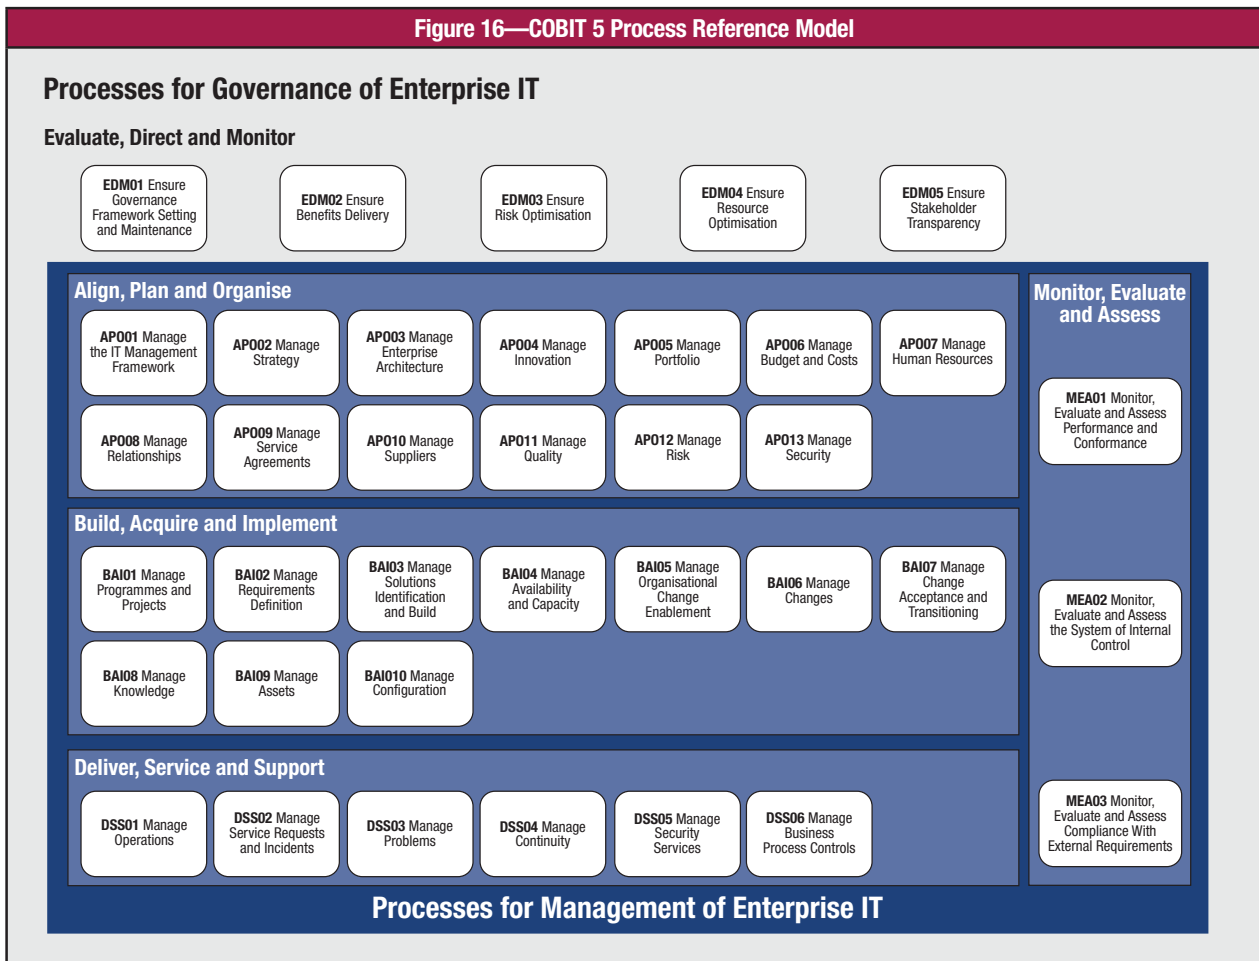 Figure 16—COBIT 5 Process Reference Model
Processes for Governance of Enterprise IT
Evaluate, Direct and Monitor
EDM01 Ensure
Governance
Framework Setting
and Maintenance
EDM02 Ensure
Benefits Delivery
EDM03 Ensure
Risk Optimisation
EDM04 Ensure
Resource
Optimisation
EDM05 Ensure
Stakeholder
Transparency
Align, Plan and Organise
APO01 Manage
the IT Management
Framework
APO02 Manage
Strategy
APO03 Manage
Enterprise
Architecture
APO04 Manage
Innovation
APO05 Manage
Portfolio
APO06 Manage
Budget and Costs
APO07 Manage
Human Resources
APO08 Manage
Relationships
APO09 Manage
Service
Agreements
APO10 Manage
Suppliers
APO11 Manage
Quality
APO12 Manage
Risk
APO13 Manage
Security
Build, Acquire and Implement
BAI01 Manage
Programmes and
Projects
BAI02 Manage
Requirements
Definition
BAI03 Manage
Solutions
Identification
and Build
BAI04 Manage
Availability
and Capacity
BAI05 Manage
Organisational
Change
Enablement
BAI06 Manage
Changes
BAI07 Manage
Change
Acceptance and
Transitioning
BAI08 Manage
Knowledge
BAI09 Manage
Assets
BAI010 Manage
Configuration
Deliver, Service and Support
DSS01 Manage
Operations
DSS02 Manage
Service Requests
and Incidents
DSS03 Manage
Problems
DSS04 Manage
Continuity
DSS05 Manage
Security
Services
DSS06 Manage
Business
Process Controls
Monitor, Evaluate
and Assess
MEA01 Monitor,
Evaluate and Assess
Performance and
Conformance
MEA02 Monitor,
Evaluate and Assess
the System of Internal
Control
MEA03 Monitor,
Evaluate and Assess
Compliance With
External Requirements
Processes for Management of Enterprise IT